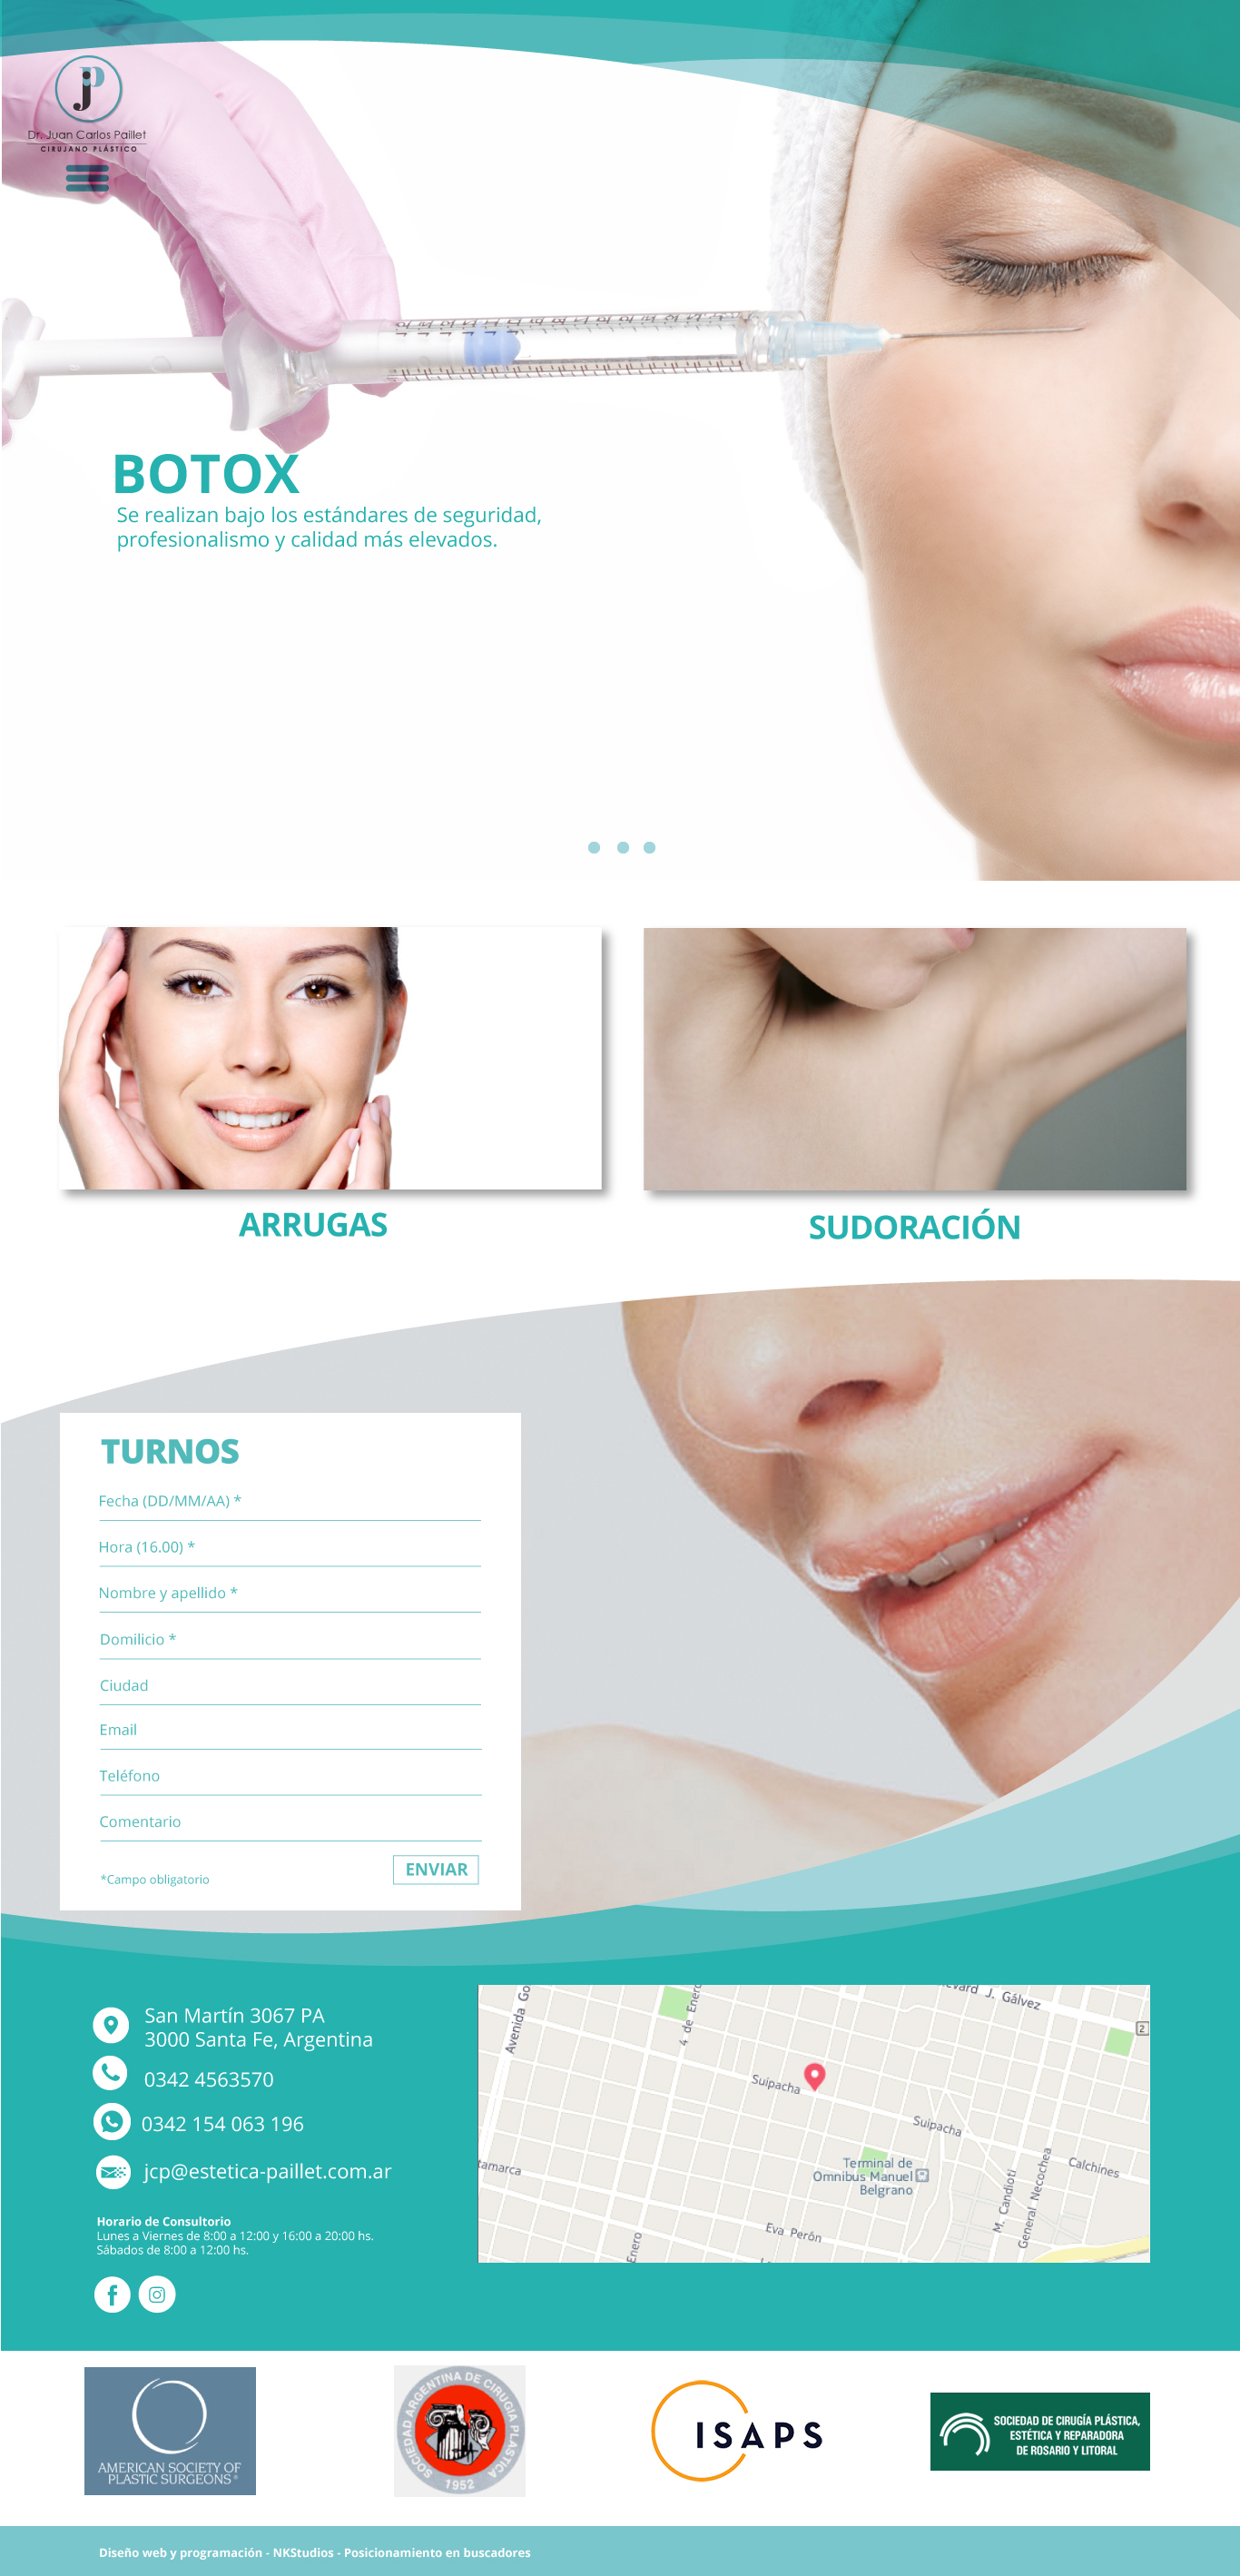 jp
Dr. Juan Carlos Paillet
CIRUJANO PLÁSTICO
BOTOX
Se realizan bajo los estándares de seguridad,
profesionalismo y calidad más elevados.
ARRUGAS
SUDORACIÓN
TURNOS
Fecha (DD/MM/AA) *
Hora (16.00) *
Nombre y apellido *
Domilicio *
Ciudad
Email
Teléfono
Comentario
*Campo obligatorio
ENVIAR
San Martín 3067 PA
3000 Santa Fe, Argentina
0342 4563570
0342 154 063 196
jcp@estetica-paillet.com.ar
Horario de Consultorio
Lunes a Viernes de 8:00 a 12:00 y 16:00 a 20:00 hs.
Sábados de 8:00 a 12:00 hs.
Avenida Go
4 de Enero
evard J. Gálvez
2
Suipacha
Suipacha
tamarca
Terminal de
Omnibus Manuel
Belgrano
Calchines
M. Candioti
General Necochea
Eva Perón
Enero
AMERICAN SOCIETY OF
PLASTIC SURGEONS®
SOCIEDAD ARGENTINA DE CIRUGIA PLASTICA
1952
ISAPS
SOCIEDAD DE CIRUGÍA PLÁSTICA,
ESTÉTICA Y REPARADORA
DE ROSARIO Y LITORAL
Diseño web y programación - NKStudios - Posicionamiento en buscadores